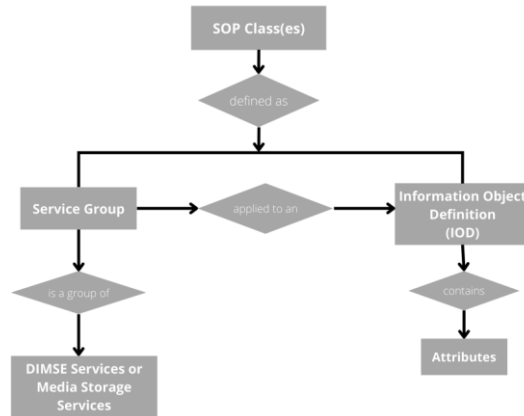 SOP Class(es)
defined as
Service Group
applied to an
Information Object
Definition
(IOD)
is a group of
contains
DIMSE Services or
Media Storage
Services
Attributes